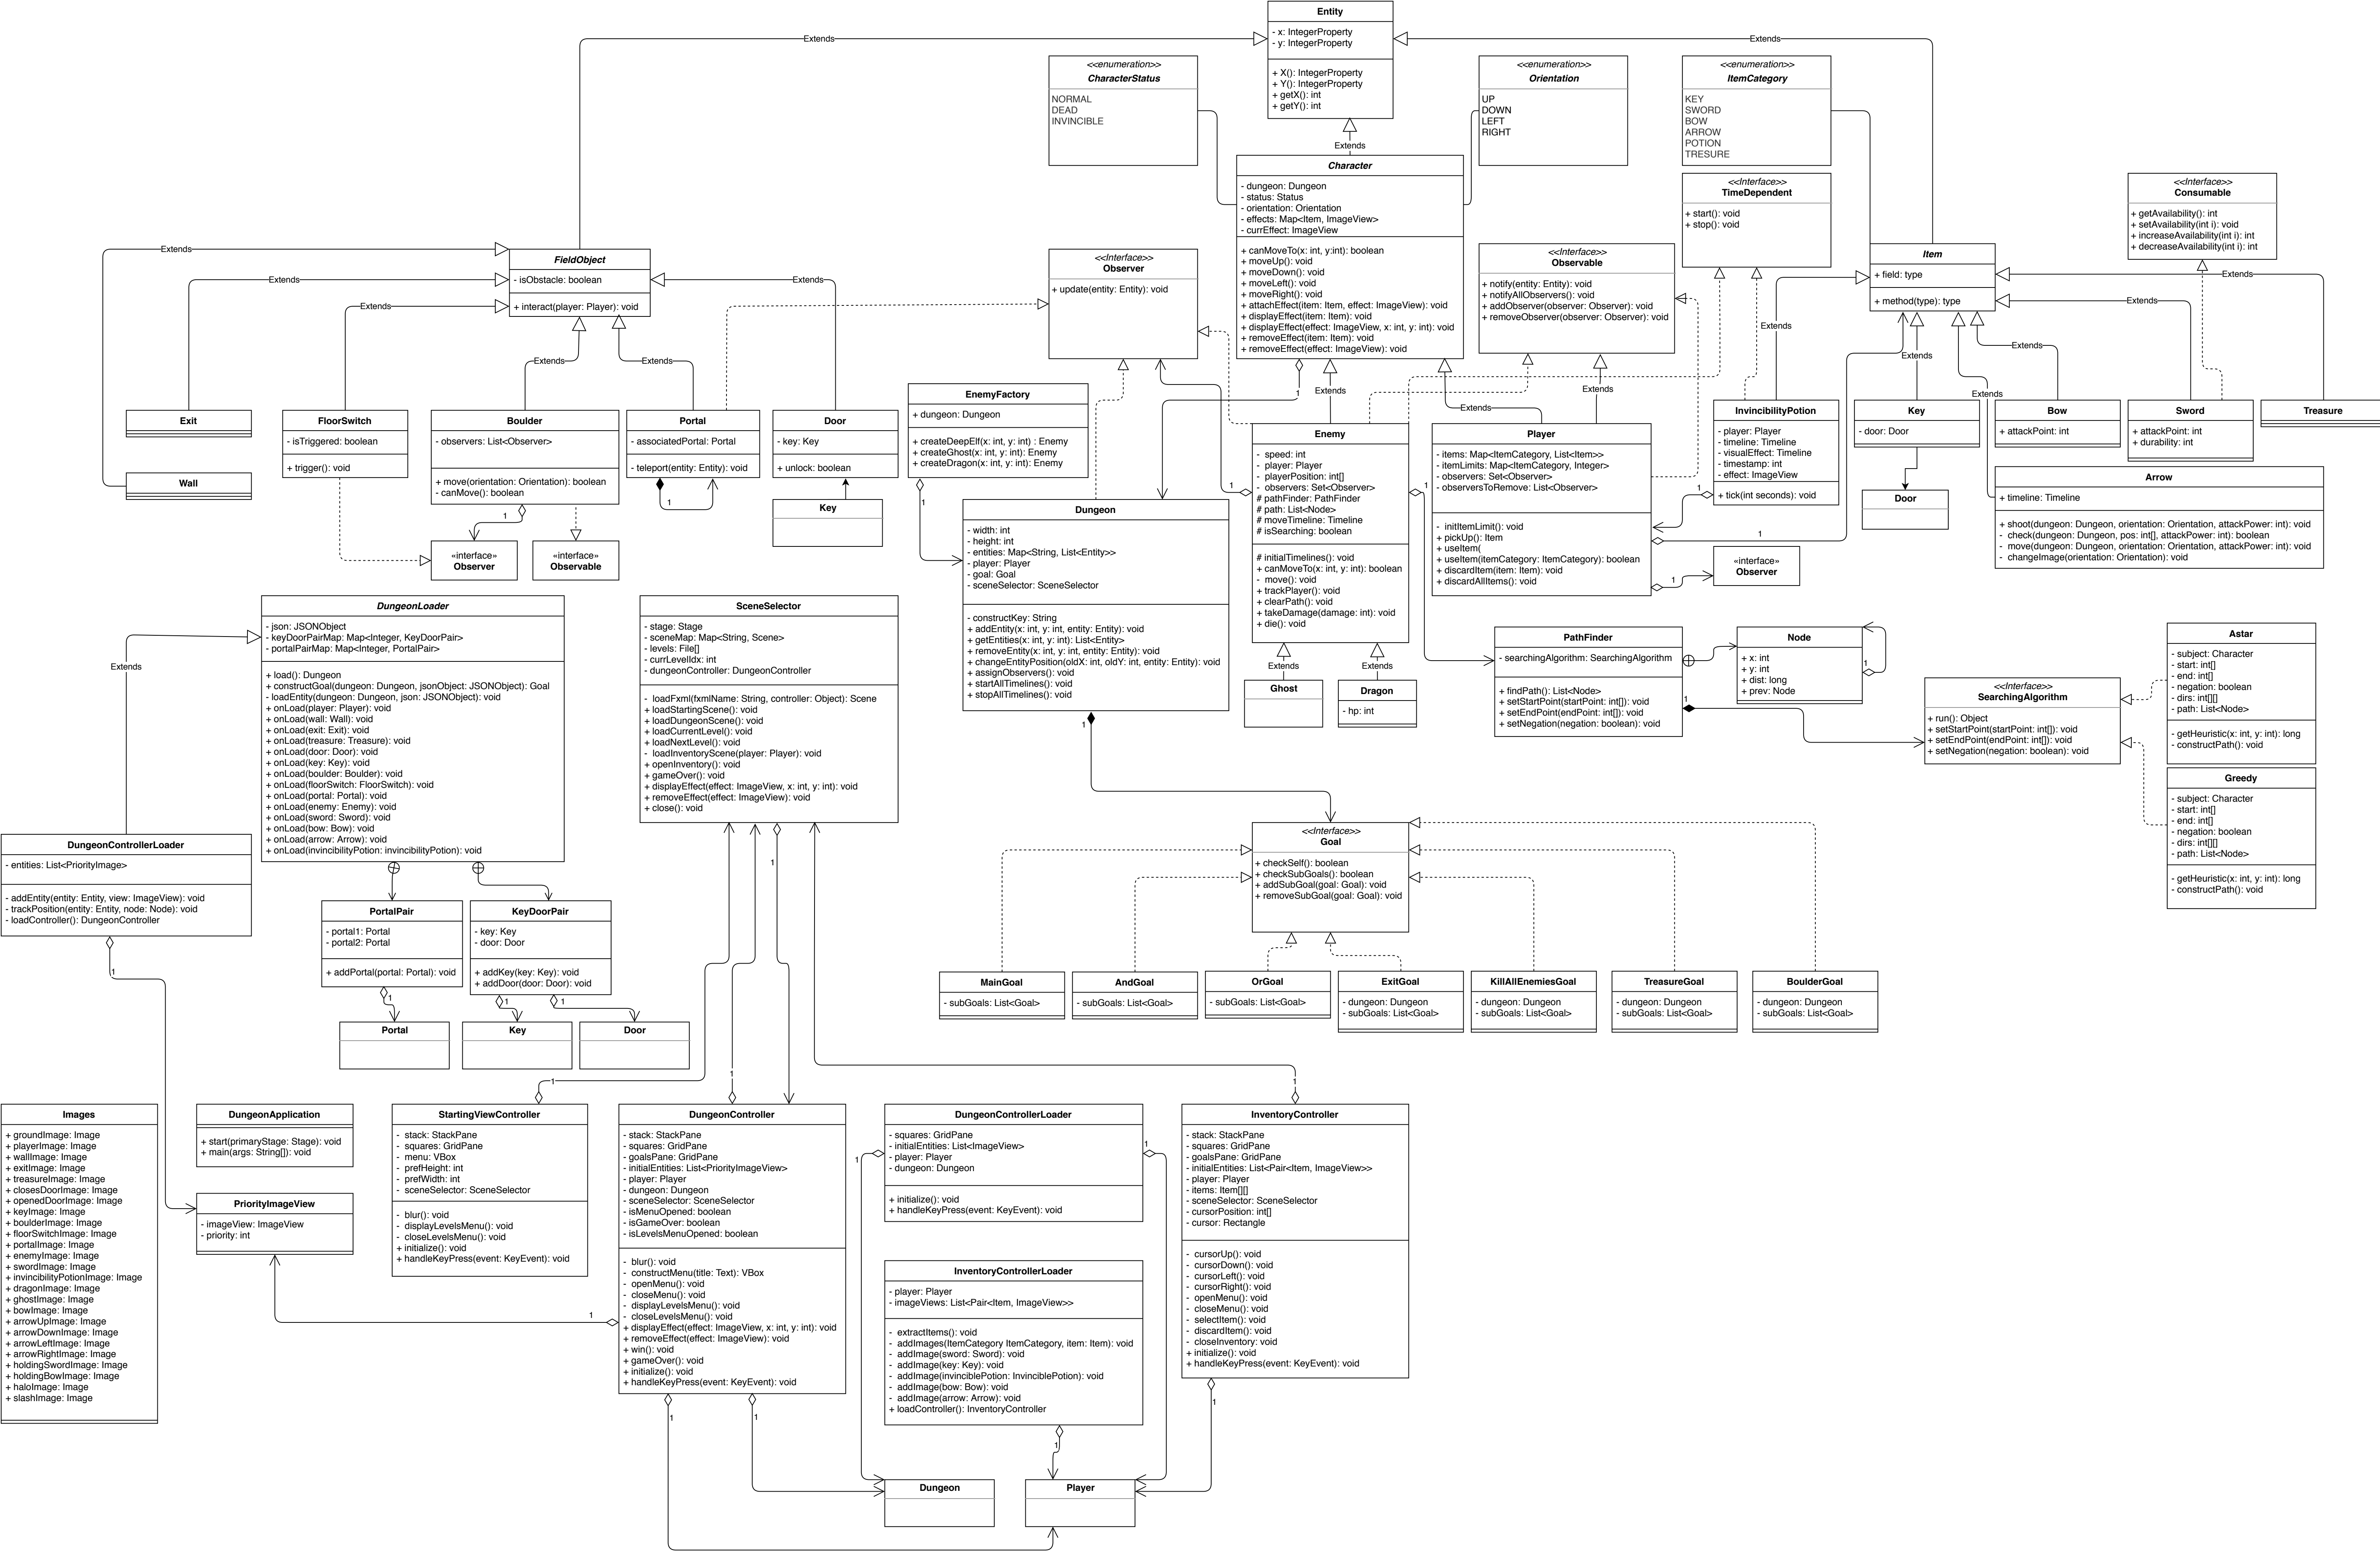 Entity
- x: IntegerProperty
- y: IntegerProperty
+ X(): IntegerProperty
+ Y(): IntegerProperty
+ getX(): int
+ getY(): int
Extends
Extends
Extends
<<enumeration>>
CharacterStatus
NORMAL
DEAD
INVINCIBLE
<<enumeration>>
Orientation
UP
DOWN
LEFT
RIGHT
<<enumeration>>
ItemCategory
KEY
SWORD
BOW
ARROW
POTION
TRESURE
Character
- dungeon: Dungeon
- status: Status
- orientation: Orientation
- effects: Map<Item, ImageView>
- currEffect: ImageView
+ canMoveTo(x: int, y:int): boolean
+ moveUp(): void
+ moveDown(): void
+ moveLeft(): void
+ moveRight(): void
+ attachEffect(item: Item, effect: ImageView): void
+ displayEffect(item: Item): void
+ displayEffect(effect: ImageView, x: int, y: int): void
+ removeEffect(item: Item): void
+ removeEffect(effect: ImageView): void
<<Interface>>
TimeDependent
+ start(): void
+ stop(): void
<<Interface>>
Consumable
+ getAvailability(): int
+ setAvailability(int i): void
+ increaseAvailability(int i): int
+ decreaseAvailability(int i): int
FieldObject
- isObstacle: boolean
+ interact(player: Player): void
Extends
Extends
Extends
Extends
Extends
Extends
<<Interface>>
Observer
+ update(entity: Entity): void
<<Interface>>
Observable
+ notify(entity: Entity): void
+ notifyAllObservers(): void
+ addObserver(observer: Observer): void
+ removeObserver(observer: Observer): void
Item
+ field: type
+ method(type): type
Extends
Extends
Extends
Extends
Extends
Extends
Exit
Wall
FloorSwitch
- isTriggered: boolean
+ trigger(): void
Boulder
- observers: List<Observer>
+ move(orientation: Orientation): boolean
- canMove(): boolean
1
Portal
- associatedPortal: Portal
- teleport(entity: Entity): void
1
Door
- key: Key
+ unlock: boolean
Key
«interface»
Observer
«interface»
Observable
EnemyFactory
+ dungeon: Dungeon
+ createDeepElf(x: int, y: int) : Enemy
+ createGhost(x: int, y: int): Enemy
+ createDragon(x: int, y: int): Enemy
1
1
Extends
Extends
Extends
Enemy
- speed: int
- player: Player
- playerPosition: int[]
- observers: Set<Observer>
# pathFinder: PathFinder
# path: List<Node>
# moveTimeline: Timeline
# isSearching: boolean
# initialTimelines(): void
+ canMoveTo(x: int, y: int): boolean
- move(): void
+ trackPlayer(): void
+ clearPath(): void
+ takeDamage(damage: int): void
+ die(): void
1
1
Player
- items: Map<ItemCategory, List<Item>>
- itemLimits: Map<ItemCategory, Integer>
- observers: Set<Observer>
- observersToRemove: List<Observer>
- initItemLimit(): void
+ pickUp(): Item
+ useItem(
+ useItem(itemCategory: ItemCategory): boolean
+ discardItem(item: Item): void
+ discardAllItems(): void
1
1
1
InvincibilityPotion
- player: Player
- timeline: Timeline
- visualEffect: Timeline
- timestamp: int
- effect: ImageView
+ tick(int seconds): void
«interface»
Observer
Key
- door: Door
Door
Bow
+ attackPoint: int
Sword
+ attackPoint: int
+ durability: int
Treasure
Arrow
+ timeline: Timeline
+ shoot(dungeon: Dungeon, orientation: Orientation, attackPower: int): void
- check(dungeon: Dungeon, pos: int[], attackPower: int): boolean
- move(dungeon: Dungeon, orientation: Orientation, attackPower: int): void
- changeImage(orientation: Orientation): void
Dungeon
- width: int
- height: int
- entities: Map<String, List<Entity>>
- player: Player
- goal: Goal
- sceneSelector: SceneSelector
- constructKey: String
+ addEntity(x: int, y: int, entity: Entity): void
+ getEntities(x: int, y: int): List<Entity>
+ removeEntity(x: int, y: int, entity: Entity): void
+ changeEntityPosition(oldX: int, oldY: int, entity: Entity): void
+ assignObservers(): void
+ startAllTimelines(): void
+ stopAllTimelines(): void
1
Extends
Extends
Ghost
Dragon
- hp: int
PathFinder
- searchingAlgorithm: SearchingAlgorithm
+ findPath(): List<Node>
+ setStartPoint(startPoint: int[]): void
+ setEndPoint(endPoint: int[]): void
+ setNegation(negation: boolean): void
1
Node
+ x: int
+ y: int
+ dist: long
+ prev: Node
1
<<Interface>>
SearchingAlgorithm
+ run(): Object
+ setStartPoint(startPoint: int[]): void
+ setEndPoint(endPoint: int[]): void
+ setNegation(negation: boolean): void
Astar
- subject: Character
- start: int[]
- end: int[]
- negation: boolean
- dirs: int[][]
- path: List<Node>
- getHeuristic(x: int, y: int): long
- constructPath(): void
Greedy
- subject: Character
- start: int[]
- end: int[]
- negation: boolean
- dirs: int[][]
- path: List<Node>
- getHeuristic(x: int, y: int): long
- constructPath(): void
DungeonLoader
- json: JSONObject
- keyDoorPairMap: Map<Integer, KeyDoorPair>
- portalPairMap: Map<Integer, PortalPair>
+ load(): Dungeon
+ constructGoal(dungeon: Dungeon, jsonObject: JSONObject): Goal
- loadEntity(dungeon: Dungeon, json: JSONObject): void
+ onLoad(player: Player): void
+ onLoad(wall: Wall): void
+ onLoad(exit: Exit): void
+ onLoad(treasure: Treasure): void
+ onLoad(door: Door): void
+ onLoad(key: Key): void
+ onLoad(boulder: Boulder): void
+ onLoad(floorSwitch: FloorSwitch): void
+ onLoad(portal: Portal): void
+ onLoad(enemy: Enemy): void
+ onLoad(sword: Sword): void
+ onLoad(bow: Bow): void
+ onLoad(arrow: Arrow): void
+ onLoad(invincibilityPotion: invincibilityPotion): void
Extends
SceneSelector
- stage: Stage
- sceneMap: Map<String, Scene>
- levels: File[]
- currLevelIdx: int
- dungeonController: DungeonController
- loadFxml(fxmlName: String, controller: Object): Scene
+ loadStartingScene(): void
+ loadDungeonScene(): void
+ loadCurrentLevel(): void
+ loadNextLevel(): void
- loadInventoryScene(player: Player): void
+ openInventory(): void
+ gameOver(): void
+ displayEffect(effect: ImageView, x: int, y: int): void
+ removeEffect(effect: ImageView): void
+ close(): void
1
DungeonControllerLoader
- entities: List<PriorityImage>
- addEntity(entity: Entity, view: ImageView): void
- trackPosition(entity: Entity, node: Node): void
- loadController(): DungeonController
1
PortalPair
- portal1: Portal
- portal2: Portal
+ addPortal(portal: Portal): void
1
KeyDoorPair
- key: Key
- door: Door
+ addKey(key: Key): void
+ addDoor(door: Door): void
1
1
Portal
Key
Door
<<Interface>>
Goal
+ checkSelf(): boolean
+ checkSubGoals(): boolean
+ addSubGoal(goal: Goal): void
+ removeSubGoal(goal: Goal): void
MainGoal
- subGoals: List<Goal>
AndGoal
- subGoals: List<Goal>
OrGoal
- subGoals: List<Goal>
ExitGoal
- dungeon: Dungeon
- subGoals: List<Goal>
KillAllEnemiesGoal
- dungeon: Dungeon
- subGoals: List<Goal>
TreasureGoal
- dungeon: Dungeon
- subGoals: List<Goal>
BoulderGoal
- dungeon: Dungeon
- subGoals: List<Goal>
1
1
1
Images
+ groundImage: Image
+ playerImage: Image
+ wallImage: Image
+ exitImage: Image
+ treasureImage: Image
+ closesDoorImage: Image
+ openedDoorImage: Image
+ keyImage: Image
+ boulderImage: Image
+ floorSwitchImage: Image
+ portalImage: Image
+ enemyImage: Image
+ swordImage: Image
+ invincibilityPotionImage: Image
+ dragonImage: Image
+ ghostImage: Image
+ bowImage: Image
+ arrowUpImage: Image
+ arrowDownImage: Image
+ arrowLeftImage: Image
+ arrowRightImage: Image
+ holdingSwordImage: Image
+ holdingBowImage: Image
+ haloImage: Image
+ slashImage: Image
DungeonApplication
+ start(primaryStage: Stage): void
+ main(args: String[]): void
PriorityImageView
- imageView: ImageView
- priority: int
StartingViewController
- stack: StackPane
- squares: GridPane
- menu: VBox
- prefHeight: int
- prefWidth: int
- sceneSelector: SceneSelector
- blur(): void
- displayLevelsMenu(): void
- closeLevelsMenu(): void
+ initialize(): void
+ handleKeyPress(event: KeyEvent): void
DungeonController
- stack: StackPane
- squares: GridPane
- goalsPane: GridPane
- initialEntities: List<PriorityImageView>
- player: Player
- dungeon: Dungeon
- sceneSelector: SceneSelector
- isMenuOpened: boolean
- isGameOver: boolean
- isLevelsMenuOpened: boolean
- blur(): void
- constructMenu(title: Text): VBox
- openMenu(): void
- closeMenu(): void
- displayLevelsMenu(): void
- closeLevelsMenu(): void
+ displayEffect(effect: ImageView, x: int, y: int): void
+ removeEffect(effect: ImageView): void
+ win(): void
+ gameOver(): void
+ initialize(): void
+ handleKeyPress(event: KeyEvent): void
1
1
1
DungeonControllerLoader
- squares: GridPane
- initialEntities: List<ImageView>
- player: Player
- dungeon: Dungeon
+ initialize(): void
+ handleKeyPress(event: KeyEvent): void
1
1
InventoryControllerLoader
- player: Player
- imageViews: List<Pair<Item, ImageView>>
- extractItems(): void
- addImages(ItemCategory ItemCategory, item: Item): void
- addImage(sword: Sword): void
- addImage(key: Key): void
- addImage(invinciblePotion: InvinciblePotion): void
- addImage(bow: Bow): void
- addImage(arrow: Arrow): void
+ loadController(): InventoryController
1
InventoryController
- stack: StackPane
- squares: GridPane
- goalsPane: GridPane
- initialEntities: List<Pair<Item, ImageView>>
- player: Player
- items: Item[][]
- sceneSelector: SceneSelector
- cursorPosition: int[]
- cursor: Rectangle
- cursorUp(): void
- cursorDown(): void
- cursorLeft(): void
- cursorRight(): void
- openMenu(): void
- closeMenu(): void
- selectItem(): void
- discardItem(): void
- closeInventory: void
+ initialize(): void
+ handleKeyPress(event: KeyEvent): void
1
Dungeon
Player